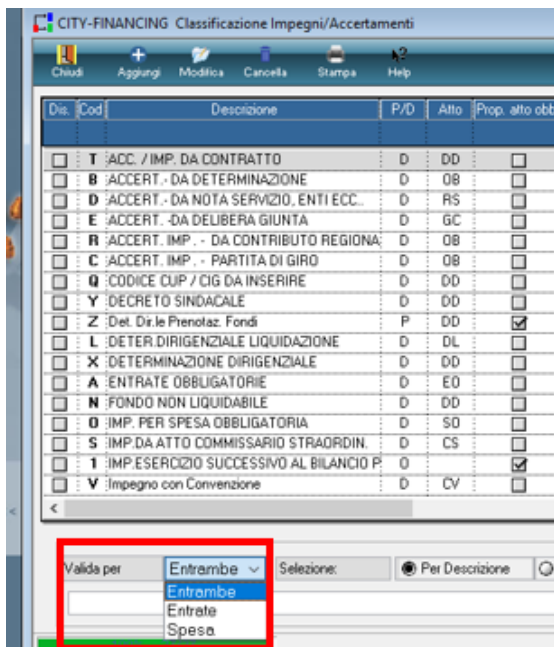 CITY-FINANCING Classificazione Impegni/Accertamenti
Chiudi Aggiungi Modifica Cancella Stampa Help
Dis. Cod Descrizione P/D Atto Prop. atto obb
T ACC. / IMP. DA CONTRATTO D DD
B ACCERT.- DA DETERMINAZIONE D OB
D ACCERT.- DA NOTA SERVIZIO, ENTI ECC.. D RS
E ACCERT. -DA DELIBERA GIUNTA D GC
R ACCERT. IMP. - DA CONTRIBUTO REGIONA D OB
C ACCERT. IMP. - PARTITA DI GIRO D OB
Q CODICE CUP / CIG DA INSERIRE D DD
Y DECRETO SINDACALE D DD
Z Det. Dir.le Prenotaz. Fondi P DD
L DETER.DIRIGENZIALE LIQUIDAZIONE D DL
X DETERMINAZIONE DIRIGENZIALE D DD
A ENTRATE OBBLIGATORIE D EO
N FONDO NON LIQUIDABILE D DD
O IMP. PER SPESA OBBLIGATORIA D SO
S IMP.DA ATTO COMMISSARIO STRAORDIN. D CS
1 IMP.ESERCIZIO SUCCESSIVO AL BILANCIO P O
V Impegno con Convenzione D CV
Valida per Entrambe Selezione: Per Descrizione
Entrambe
Entrate
Spesa